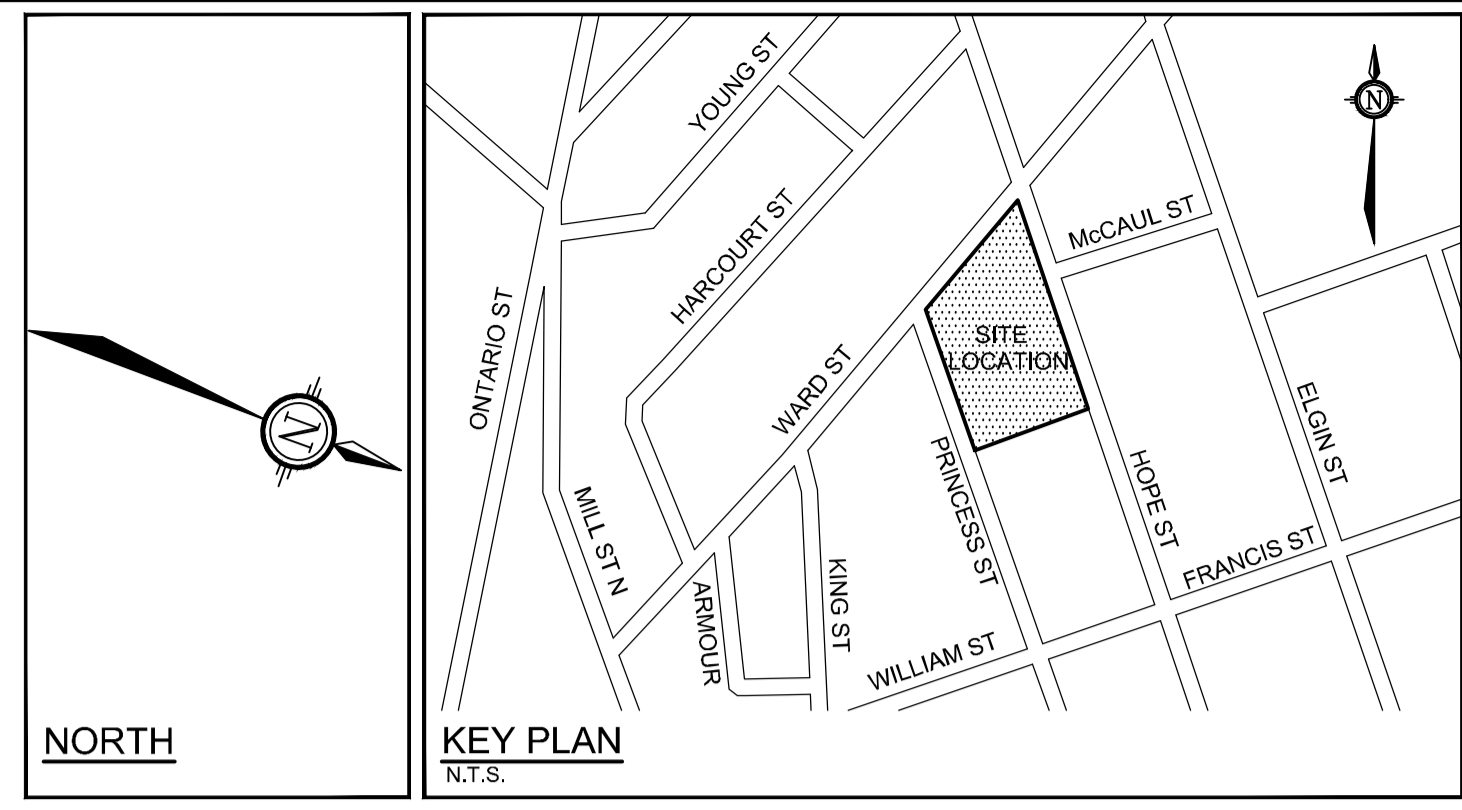 N
NORTH
YOUNG ST
N
McCAUL ST
HARCOURT ST
ONTARIO ST
SITE
LOCATION
WARD ST
ELGIN ST
PRINCESS ST
HOPE ST
MILL ST N
FRANCIS ST
KING ST
ARMOUR
WILLIAM ST
KEY PLAN
N.T.S.